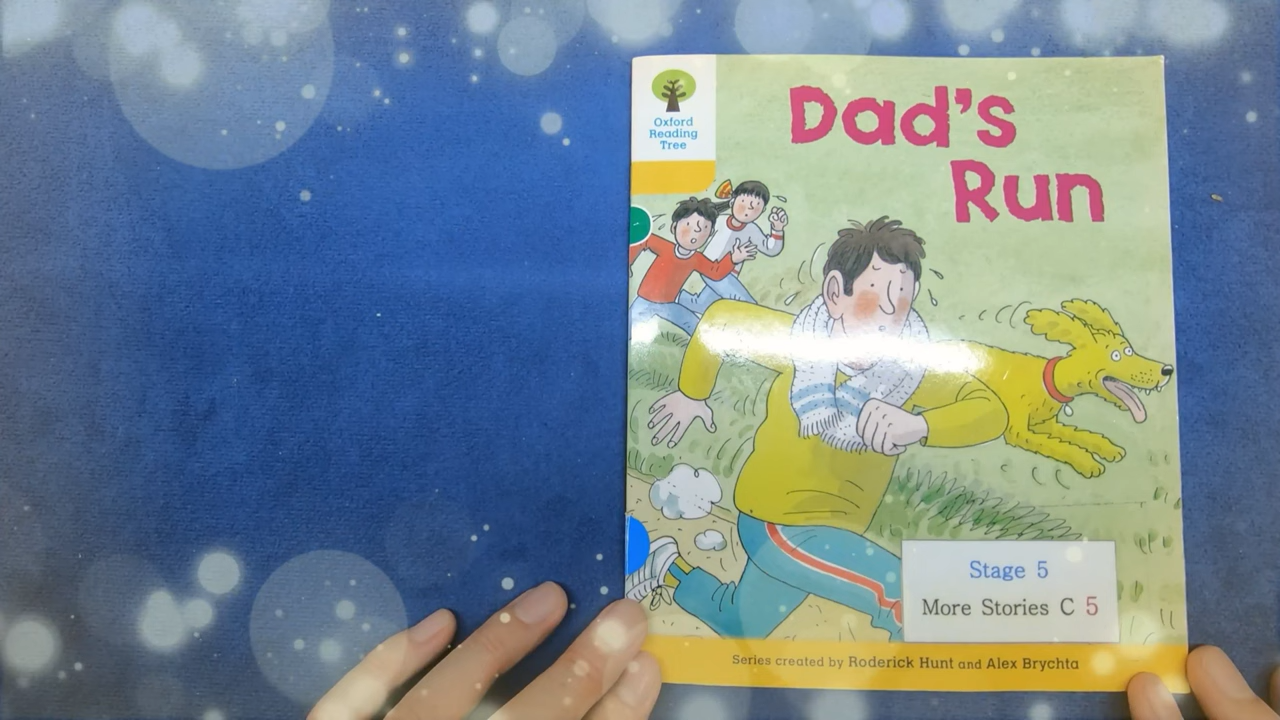 Oxford
Reading
Tree
Dad's
Run
Stage 5
More Stories C 5
Series created by Roderick Hunt and Alex Brychta